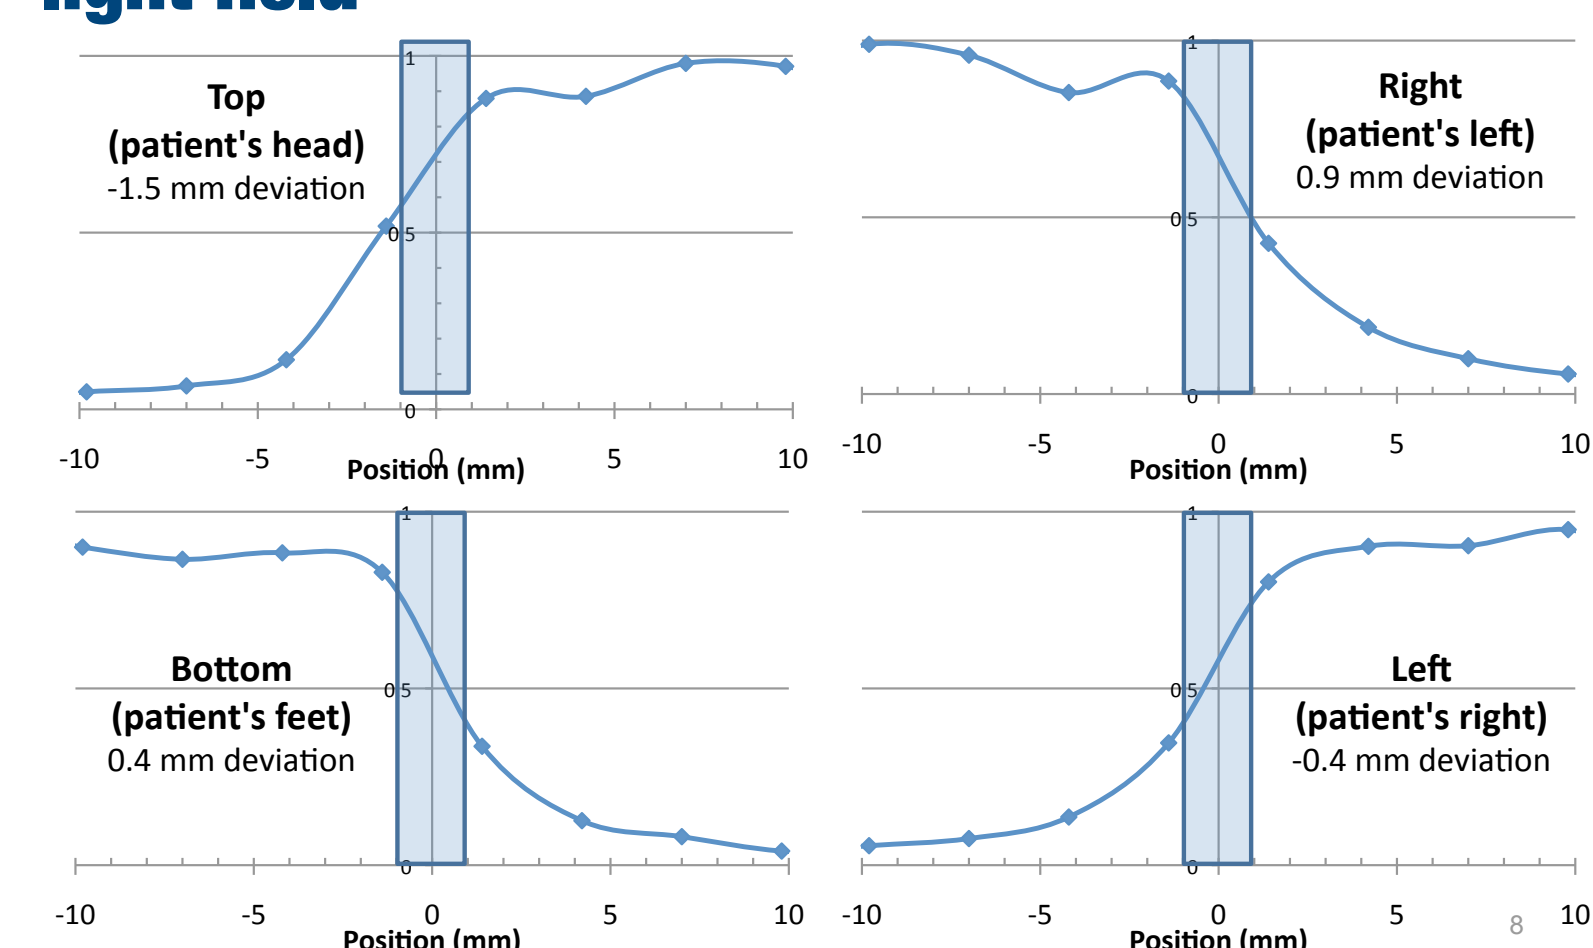 light field
1
Top
(patient's head)
-1.5 mm deviation
0.5
0
-10 -5 0 5 10
Position (mm)
1
Right
(patient's left)
0.9 mm deviation
0.5
0
-10 -5 0 5 10
Position (mm)
1
Bottom
(patient's feet)
0.4 mm deviation
0.5
0
-10 -5 0 5 10
Position (mm)
1
Left
(patient's right)
-0.4 mm deviation
0.5
0
-10 -5 0 5 10
Position (mm)
8